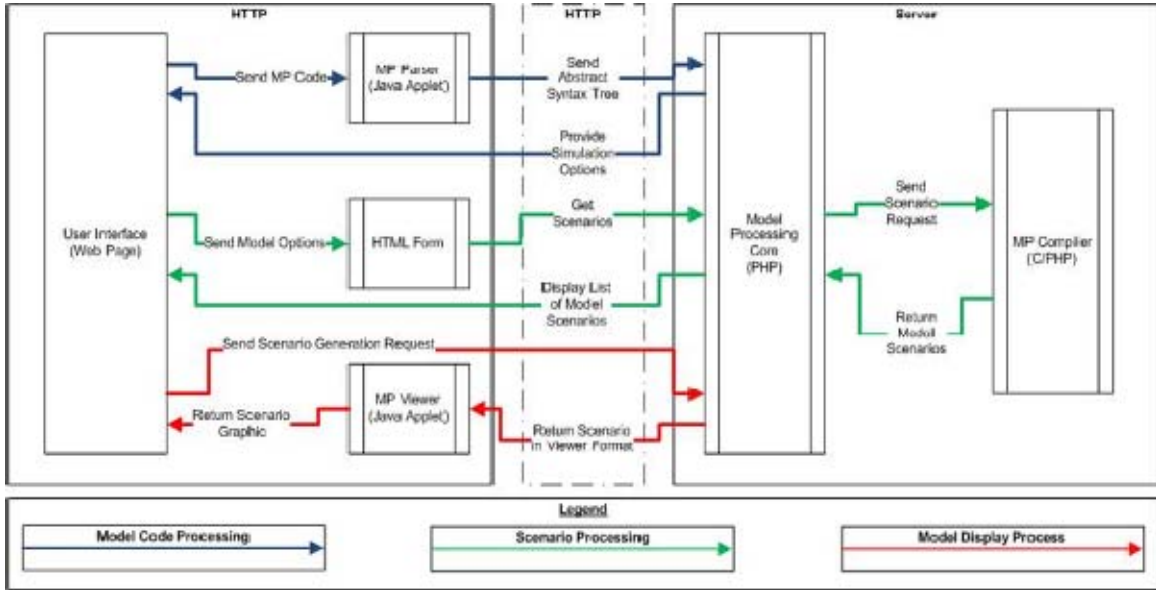 HTTP
HTTP
Server
Send MP Code
MP Parser
(Java Applet)
Send
Abstract
Syntax Tree
Provide
Simulation
Options
User Interface
(Web Page)
Send Model Options
HTML Form
Get
Scenarios
Display List
of Model
Scenarios
Model
Processing
Core
(PHP)
Send
Scenario
Request
MP Compiler
(C/PHP)
Return
Model
Scenarios
Send Scenario Generation Request
MP Viewer
(Java Applet)
Return Scenario
Graphic
Return Scenario
in Viewer Format
Legend
Model Code Processing
Scenario Processing
Model Display Process